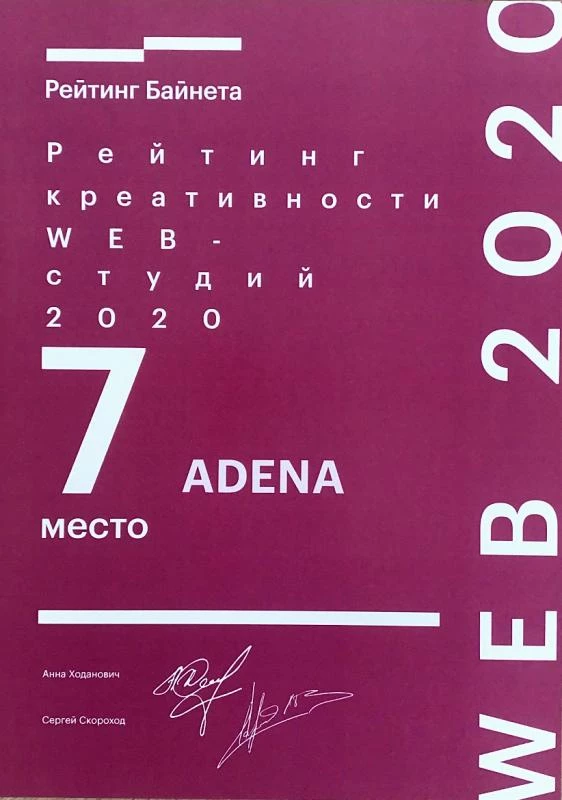 Рейтинг Байнета
Рейтинг
креативности
WEB-
студий
2020
7
ADENA
место
Анна Ходанович
Сергей Скороход
WEB 2020